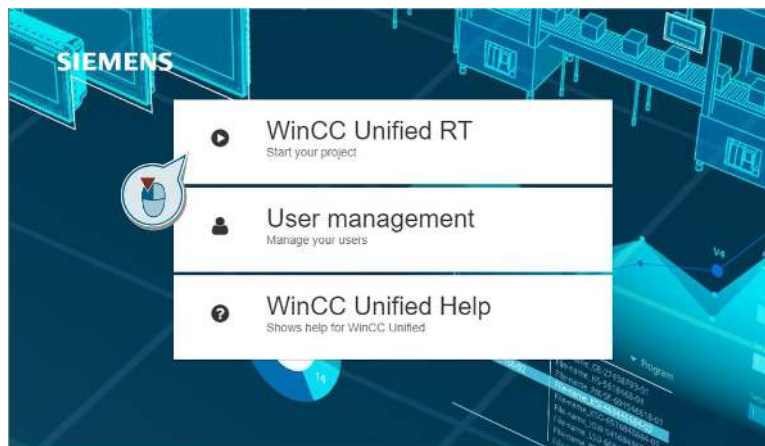 SIEMENS
WinCC Unified RT
Start your project
User management
Manage your users
WinCC Unified Help
Shows help for WinCC Unified
Program